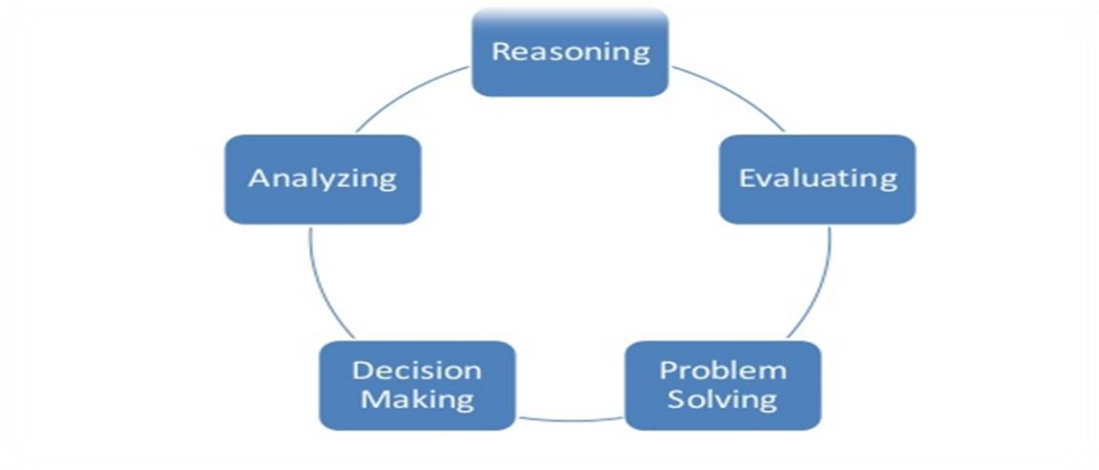 Reasoning
Analyzing
Evaluating
Decision
Making
Problem
Solving